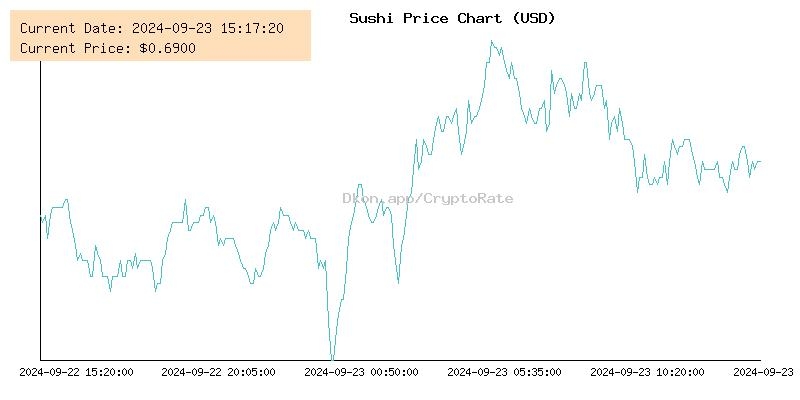 Sushi Price Chart (USD)
Current Date: 2024-09-23 15:17:20
Current Price: $0.6900
Dkon.app/CryptoRate
2024-09-22 15:20:00 2024-09-22 20:05:00 2024-09-23 00:50:00 2024-09-23 05:35:00 2024-09-23 10:20:00 2024-09-23